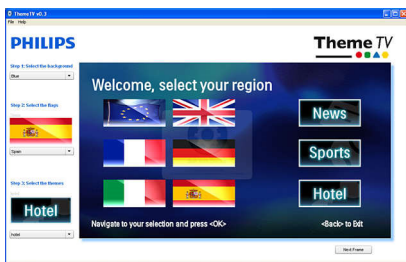 ThemeTV v0.3
File Help
PHILIPS
Theme TV
Step 1: Select the background
Blue
Step 2: Select the flags
Spain
Step 3: Select the themes
Hotel
hotel
Welcome, select your region
News
Sports
Hotel
Navigate to your selection and press <OK>
<Back> to Exit
Next Frame